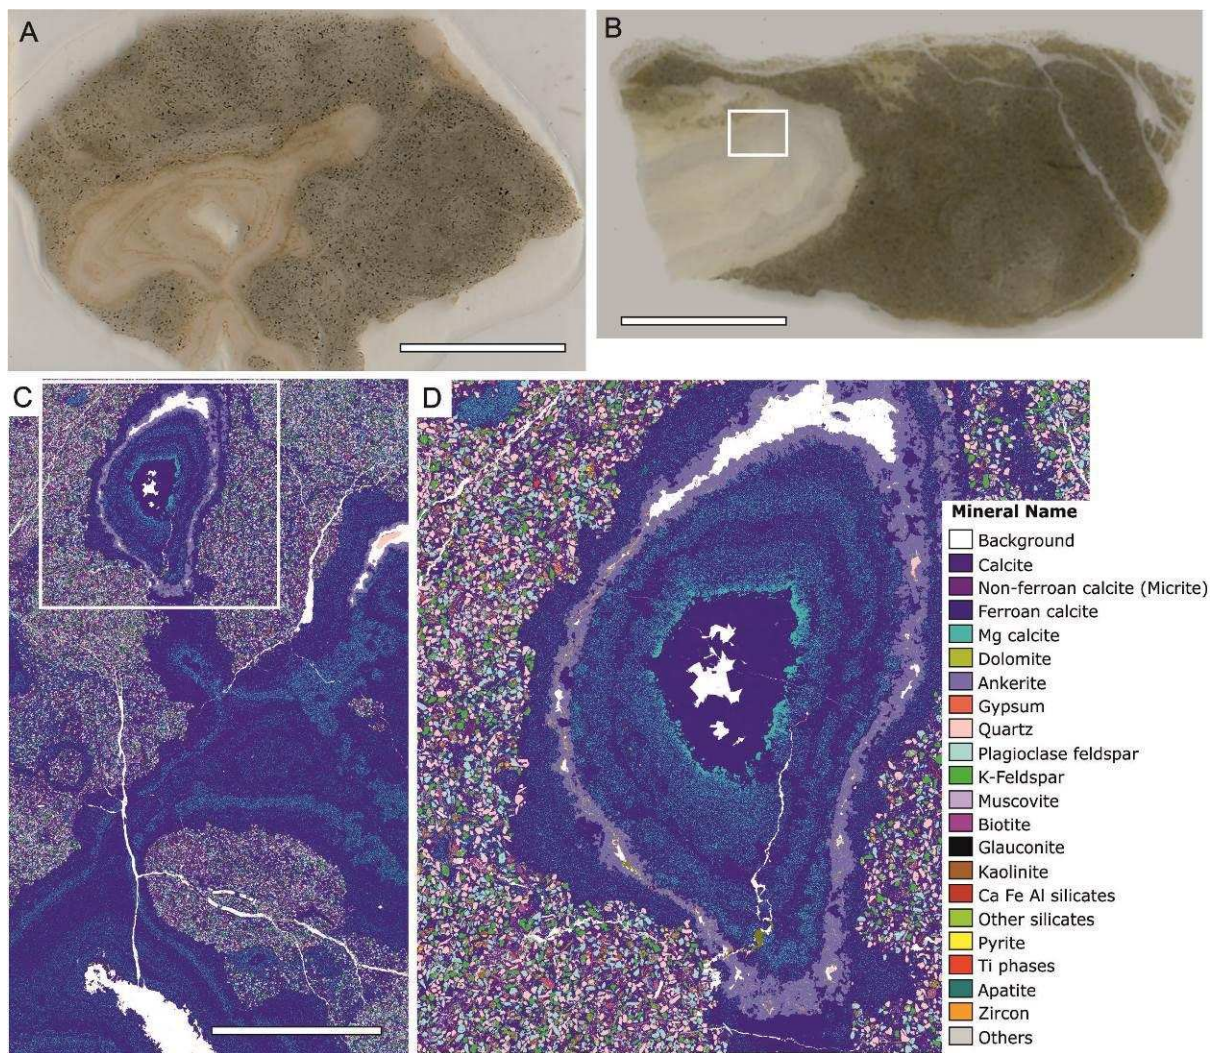 A
B
C
D
Mineral Name
Background
Calcite
Non-ferroan calcite (Micrite)
Ferroan calcite
Mg calcite
Dolomite
Ankerite
Gypsum
Quartz
Plagioclase feldspar
K-Feldspar
Muscovite
Biotite
Glauconite
Kaolinite
Ca Fe Al silicates
Other silicates
Pyrite
Ti phases
Apatite
Zircon
Others